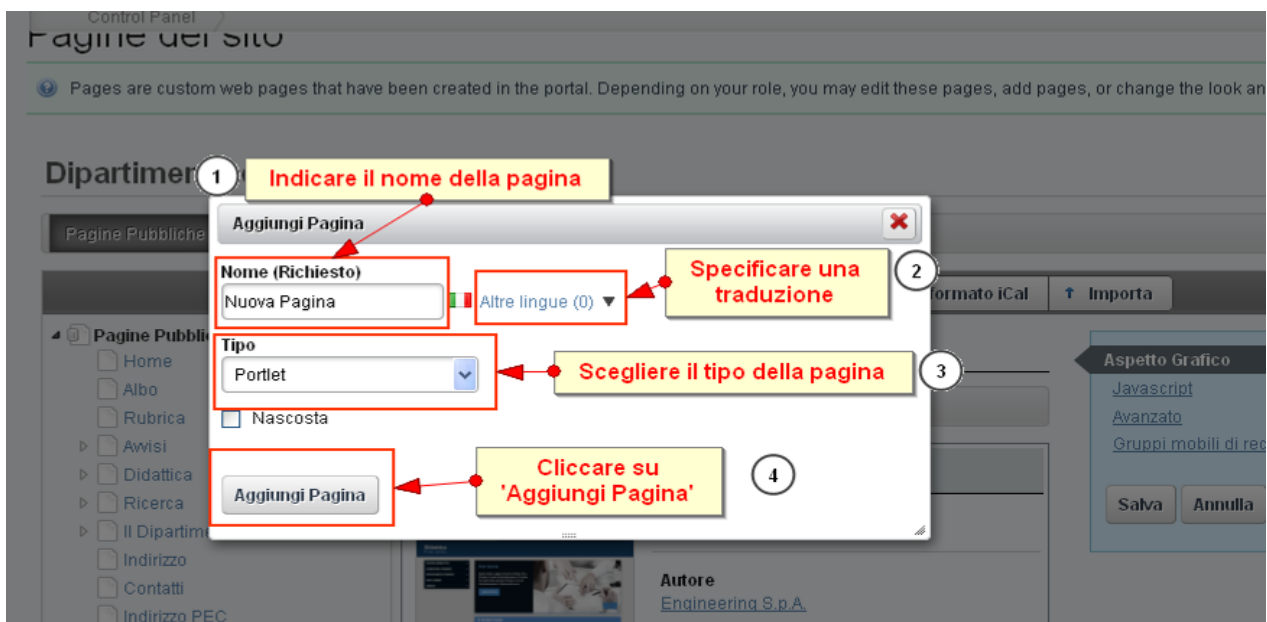 Control Panel
Pagine del sito
Pages are custom web pages that have been created in the portal. Depending on your role, you may edit these pages, add pages, or change the look an
1
Indicare il nome della pagina
Pagine Pubbliche
Aggiungi Pagina
Nome (Richiesto)
Nuova Pagina
Altre lingue (0)
Specificare una
traduzione
2
formato iCal
Importa
Pagine Pubbli
Tipo
Portlet
Scegliere il tipo della pagina
3
Nascosta
Cliccare su
'Aggiungi Pagina'
4
Aggiungi Pagina
Home
Albo
Rubrica
Avvisi
Didattica
Ricerca
Il Dipartime
Indirizzo
Contatti
Indirizzo PEC
Aspetto Grafico
Javascript
Avanzato
Gruppi mobili di rec
Salva
Annulla
Autore
Engineering S.p.A.